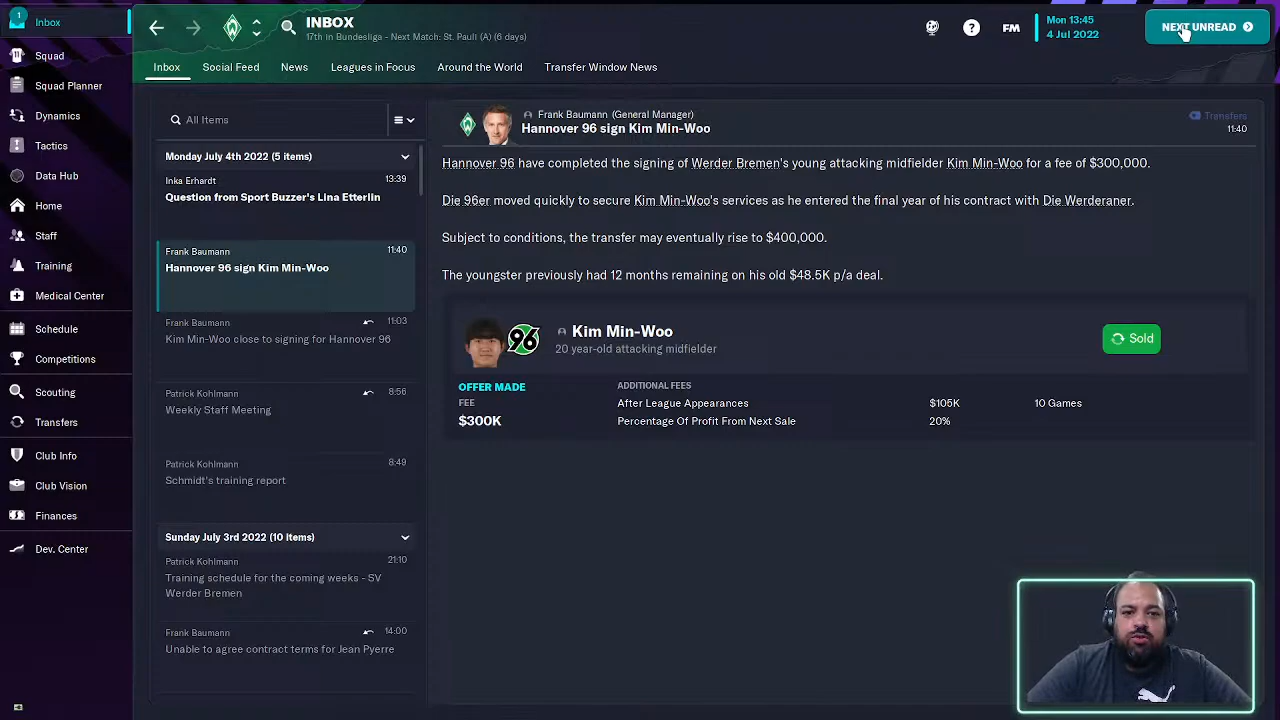 1
Inbox
Squad
Squad Planner
Dynamics
Tactics
Data Hub
Home
Staff
Training
Medical Center
Schedule
Competitions
Scouting
Transfers
Club Info
Club Vision
Finances
Dev. Center
INBOX
17th in Bundesliga - Next Match: St. Pauli (A) (6 days)
FM
Mon 13:45
4 Jul 2022
NEXT UNREAD
Inbox
Social Feed
News
Leagues in Focus
Around the World
Transfer Window News
All Items
Monday July 4th 2022 (5 items)
Inka Erhardt 13:39
Question from Sport Buzzer's Lina Etterlin
Frank Baumann 11:40
Hannover 96 sign Kim Min-Woo
Frank Baumann 11:03
Kim Min-Woo close to signing for Hannover 96
Patrick Kohlmann 8:56
Weekly Staff Meeting
Patrick Kohlmann 8:49
Schmidt's training report
Sunday July 3rd 2022 (10 items)
Patrick Kohlmann 21:10
Training schedule for the coming weeks - SV
Werder Bremen
Frank Baumann 14:00
Unable to agree contract terms for Jean Pyerre
Frank Baumann (General Manager)
Hannover 96 sign Kim Min-Woo
Transfers
11:40
Hannover 96 have completed the signing of Werder Bremen's young attacking midfielder Kim Min-Woo for a fee of $300,000.
Die 96er moved quickly to secure Kim Min-Woo's services as he entered the final year of his contract with Die Werderaner.
Subject to conditions, the transfer may eventually rise to $400,000.
The youngster previously had 12 months remaining on his old $48.5K p/a deal.
96
Kim Min-Woo
20 year-old attacking midfielder
Sold
OFFER MADE
FEE
$300K
ADDITIONAL FEES
After League Appearances $105K 10 Games
Percentage Of Profit From Next Sale 20%